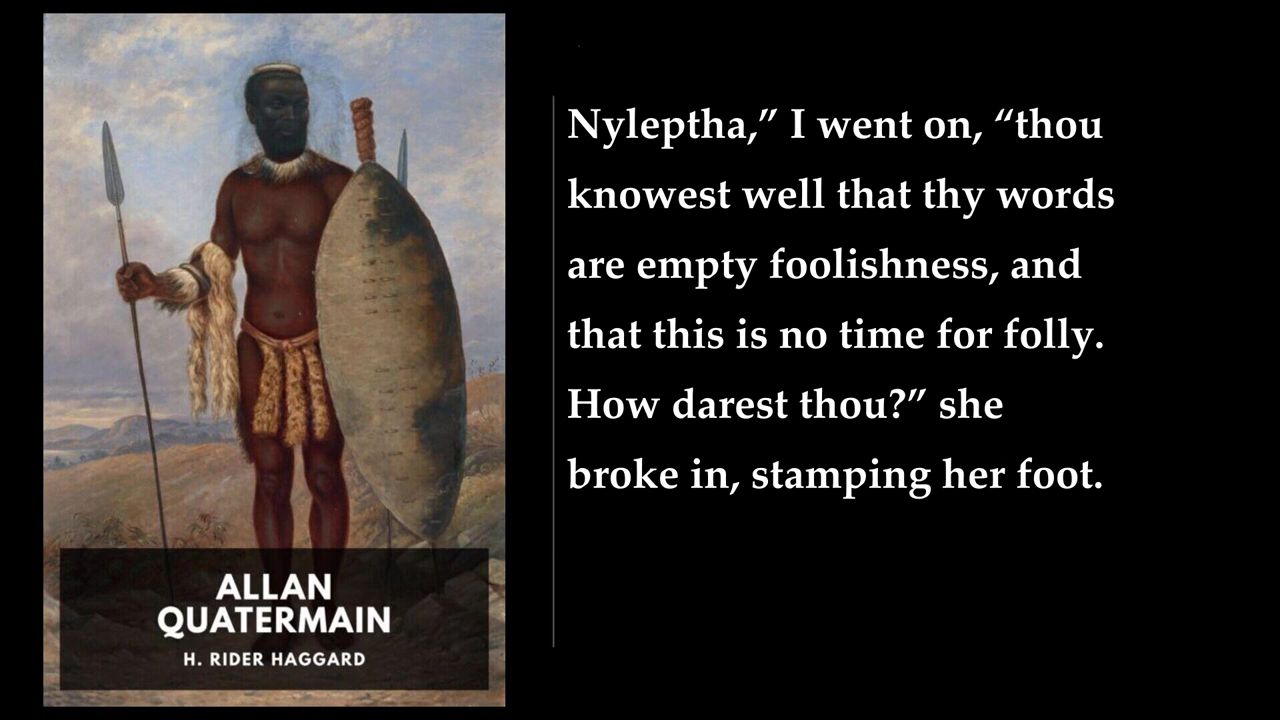 ALLAN
QUATERMAIN
H. RIDER HAGGARD
Nyleptha,” I went on, “thou
knowest well that thy words
are empty foolishness, and
that this is no time for folly.
How darest thou?” she
broke in, stamping her foot.